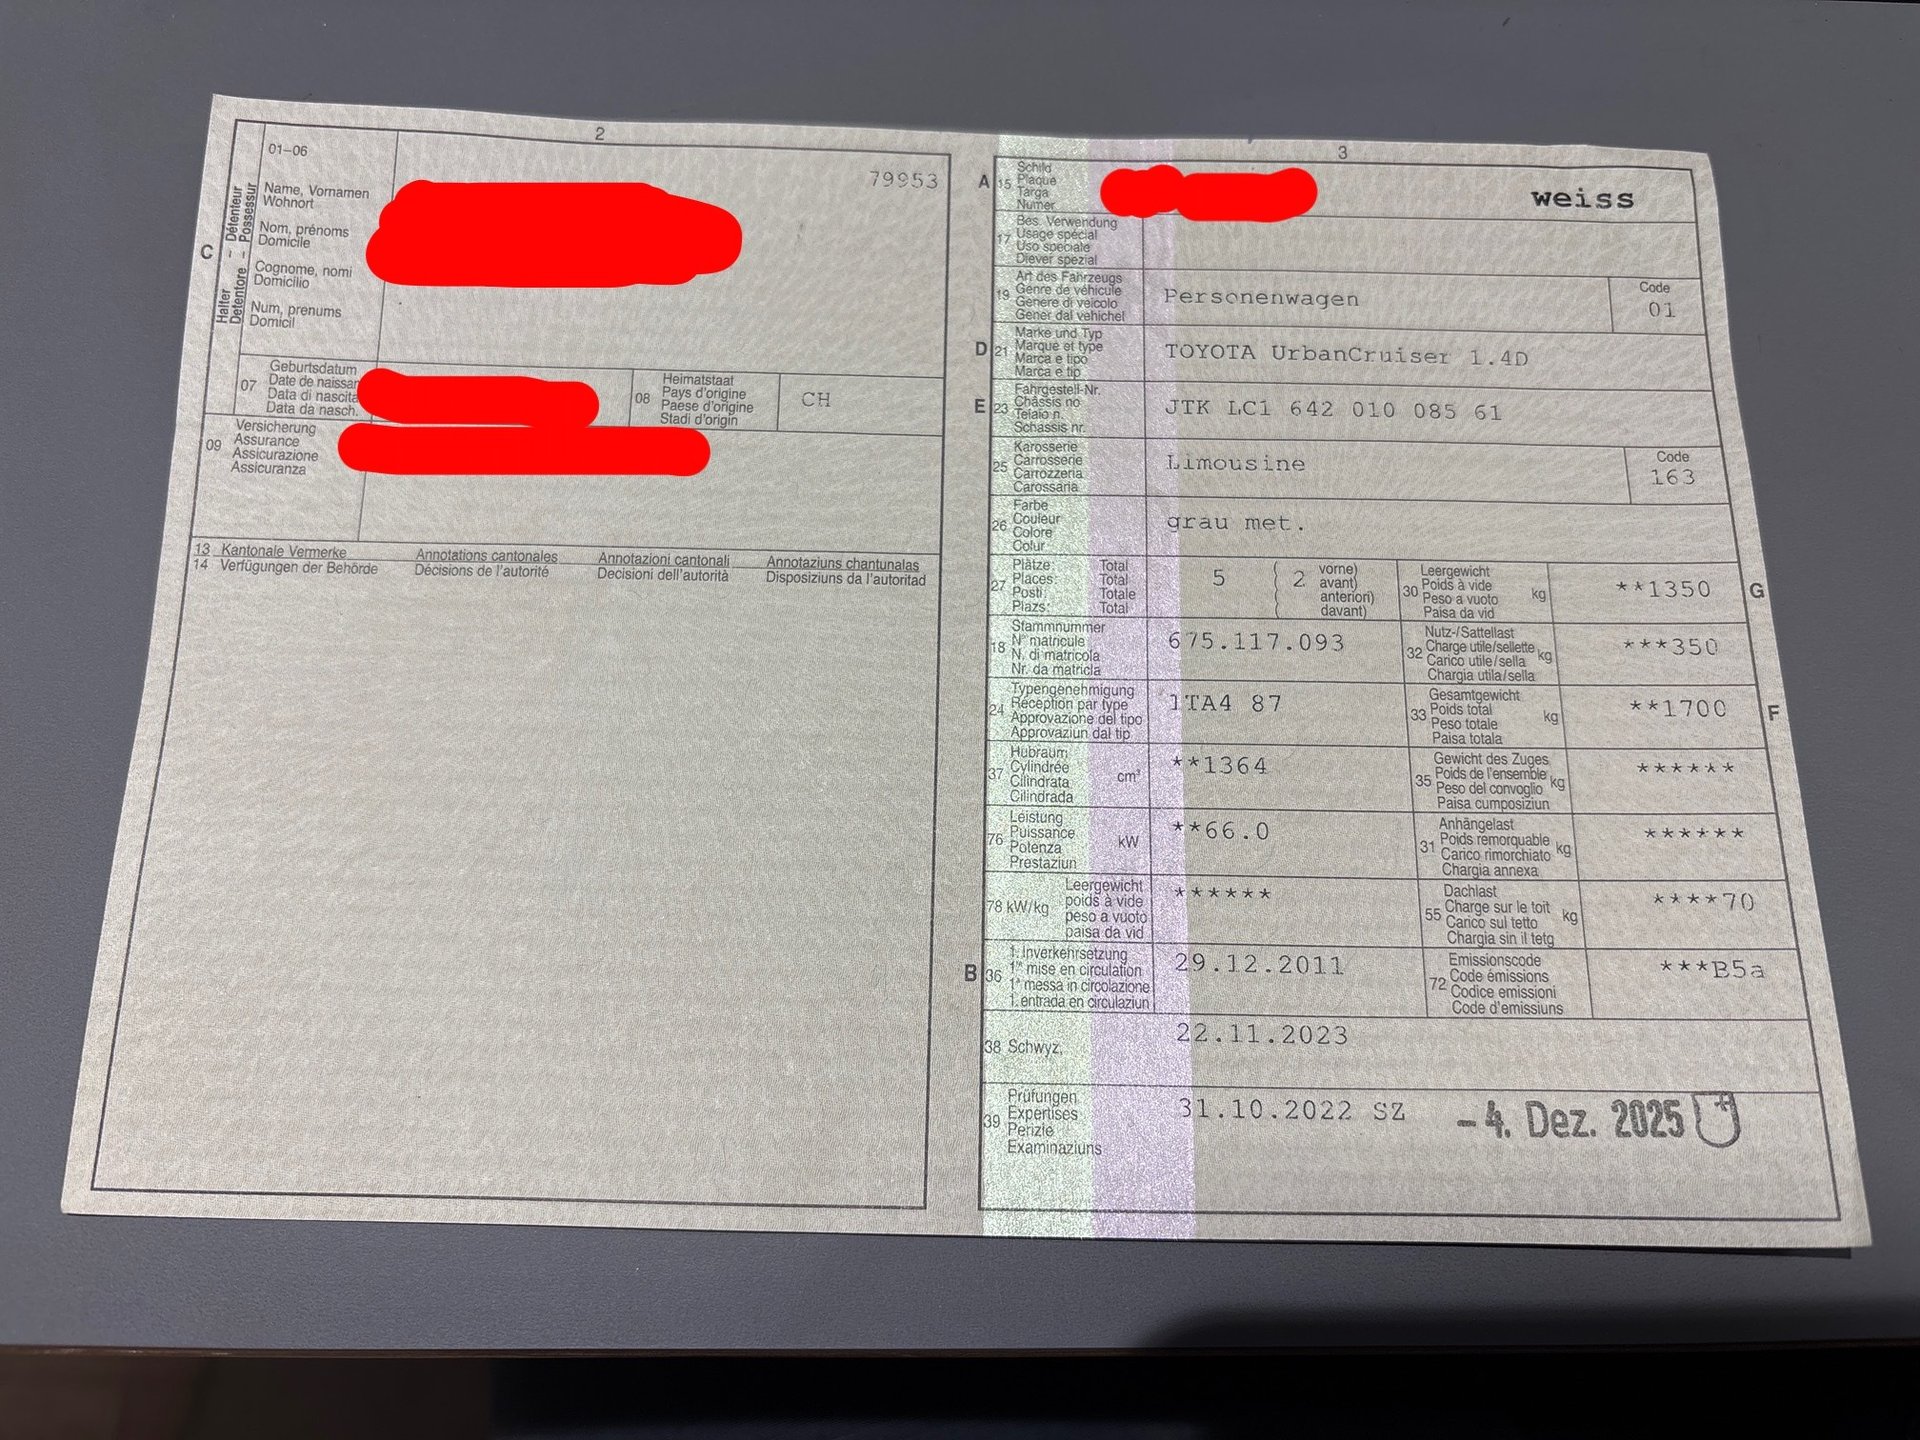 2
01–06
79953
C
Halter – Détenteur
Detentore – Possessur
Name, Vornamen
Wohnort
Nom, prénoms
Domicile
Cognome, nomi
Domicilio
Num, prenums
Domicil
07
Geburtsdatum
Date de naissan
Data di nascita
Data da nasch.
08
Heimatstaat
Pays d'origine
Paese d'origine
Stadi d'origin
CH
09
Versicherung
Assurance
Assicurazione
Assicuranza
13 Kantonale Vermerke Annotations cantonales Annotazioni cantonali Annotaziuns chantunalas
14 Verfügungen der Behörde Décisions de l'autorité Decisioni dell'autorità Disposiziuns da l'autoritad
3
A 15
Schild
Plaque
Targa
Numer
weiss
17
Bes. Verwendung
Usage spécial
Uso speciale
Diever spezial
19
Art des Fahrzeugs
Genre de véhicule
Genere di veicolo
Gener dal vehichel
Personenwagen
Code
01
D 21
Marke und Typ
Marque et type
Marca e tipo
Marca e tip
TOYOTA UrbanCruiser 1.4D
E 23
Fahrgestell-Nr.
Châssis no
Telaio n.
Schassis nr.
JTK LC1 642 010 085 61
25
Karosserie
Carrosserie
Carrozzeria
Carossaria
Limousine
Code
163
26
Farbe
Couleur
Colore
Colur
grau met.
27
Plätze: Total
Places: Total
Posti Totale
Plazs: Total
5 ( 2
vorne)
avant)
anteriori)
davant)
30
Leergewicht
Poids à vide
Peso a vuoto
Paisa da vid
kg
**1350
G
18
Stammnummer
N° matricule
N. di matricola
Nr. da matricla
675.117.093
32
Nutz-/Sattellast
Charge utile/sellette
Carico utile/sella
Chargia utila/sella
kg
***350
24
Typengenehmigung
Réception par type
Approvazione del tipo
Approvaziun dal tip
1TA4 87
33
Gesamtgewicht
Poids total
Peso totale
Paisa totala
kg
**1700
F
37
Hubraum
Cylindrée
Cilindrata
Cilindrada
cm³
**1364
35
Gewicht des Zuges
Poids de l'ensemble
Peso del convoglio
Paisa cumposiziun
kg
******
76
Leistung
Puissance
Potenza
Prestaziun
kW
**66.0
31
Anhängelast
Poids remorquable
Carico rimorchiato
Chargia annexa
kg
******
78 kW/kg
Leergewicht
poids à vide
peso a vuoto
paisa da vid
******
55
Dachlast
Charge sur le toit
Carico sul tetto
Chargia sin il tetg
kg
****70
B 36
1. Inverkehrsetzung
1re mise en circulation
1a messa in circolazione
1. entrada en circulaziun
29.12.2011
72
Emissionscode
Code émissions
Codice emissioni
Code d'emissiuns
***B5a
38 Schwyz,
22.11.2023
39
Prüfungen
Expertises
Perizie
Examinaziuns
31.10.2022 SZ
–4. Dez. 2025